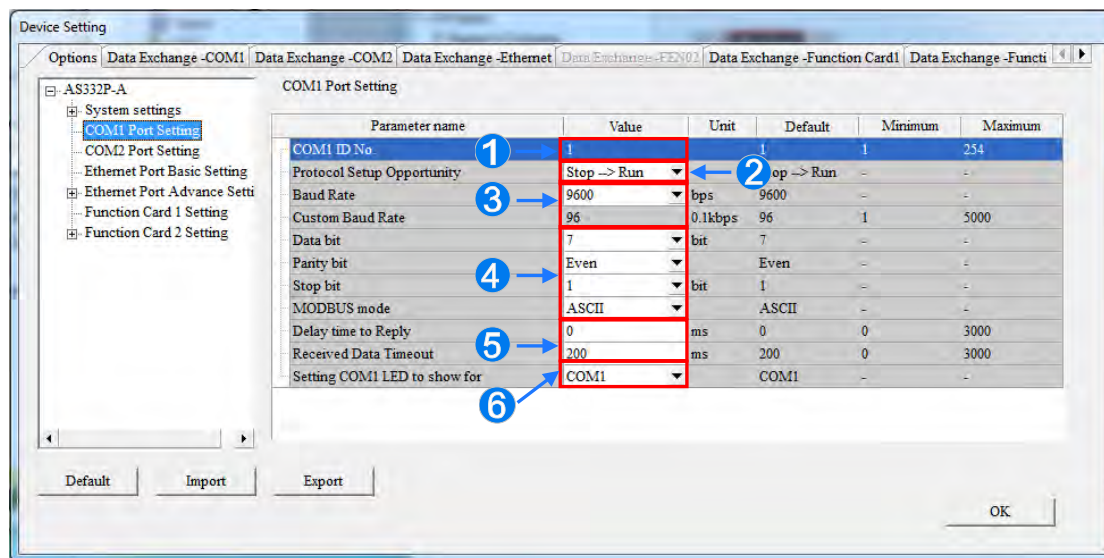 Device Setting
Options Data Exchange -COM1 Data Exchange -COM2 Data Exchange -Ethernet Data Exchange -FEN02 Data Exchange -Function Card1 Data Exchange -Functi
AS332P-A
System settings
COM1 Port Setting
COM2 Port Setting
Ethernet Port Basic Setting
Ethernet Port Advance Setti
Function Card 1 Setting
Function Card 2 Setting
COM1 Port Setting
Parameter name Value Unit Default Minimum Maximum
COM1 ID No 1 1 1 1 254
Protocol Setup Opportunity Stop --> Run 2 op --> Run - -
Baud Rate 3 9600 bps 9600 - -
Custom Baud Rate 96 0.1kbps 96 1 5000
Data bit 7 bit 7 - -
Parity bit Even Even - -
4
Stop bit 1 bit 1 - -
MODBUS mode ASCII ASCII - -
Delay time to Reply 0 ms 0 0 3000
5
Received Data Timeout 200 ms 200 0 3000
Setting COM1 LED to show for COM1 COM1 - -
6
Default Import Export
OK